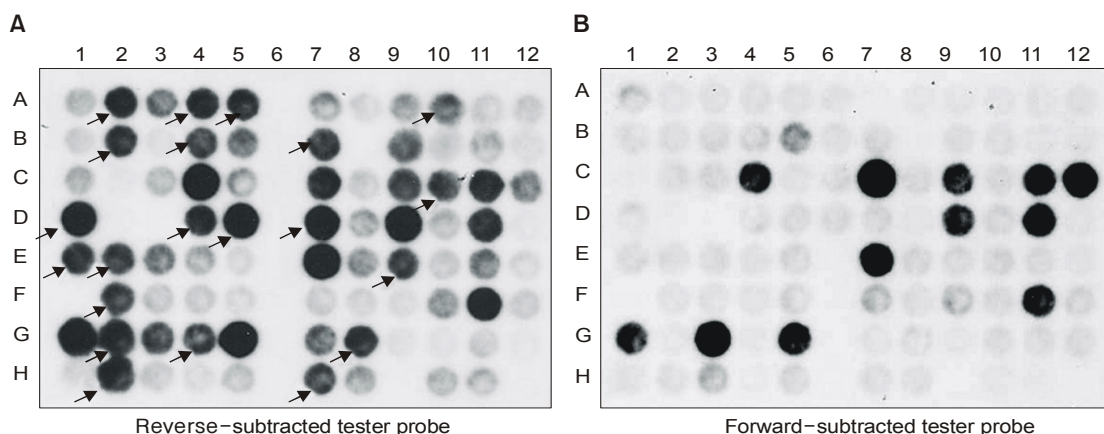 A
1 2 3 4 5 6 7 8 9 10 11 12
A
B
C
D
E
F
G
H
Reverse-subtracted tester probe
B
1 2 3 4 5 6 7 8 9 10 11 12
A
B
C
D
E
F
G
H
Forward-subtracted tester probe